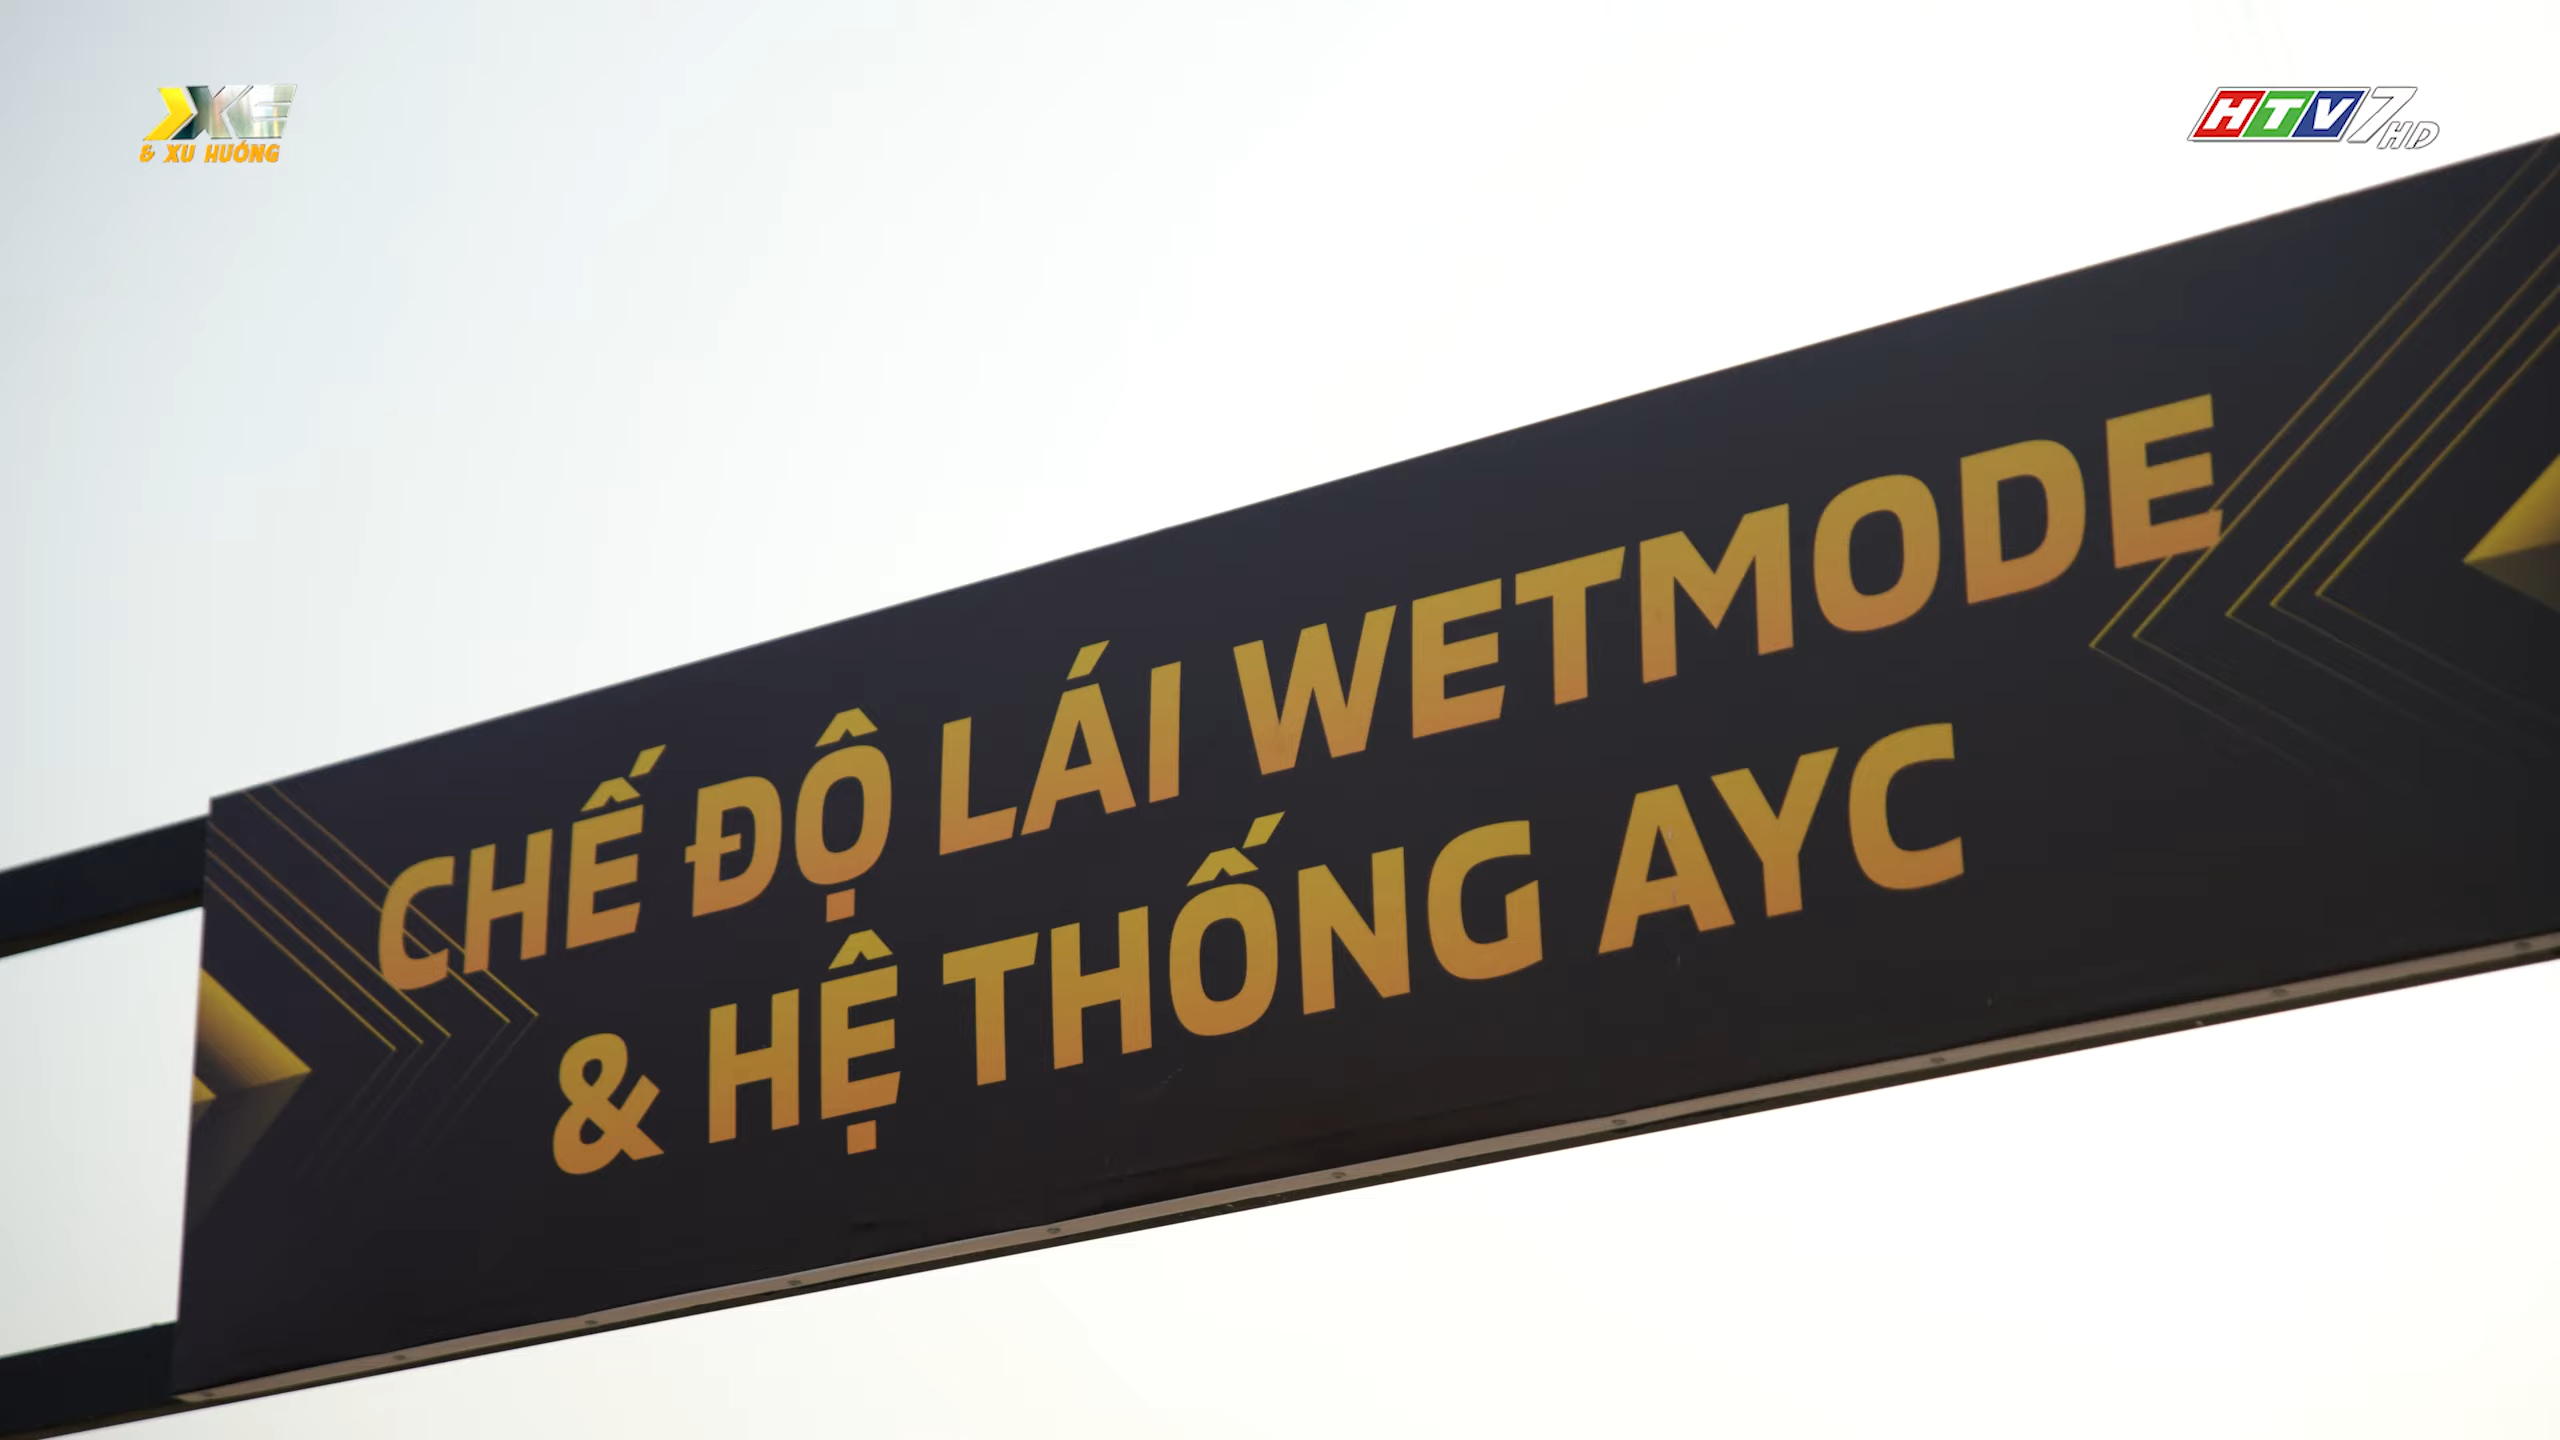 XE
& XU HƯỚNG
HTV7 HD
CHẾ ĐỘ LÁI WETMODE
& HỆ THỐNG AYC